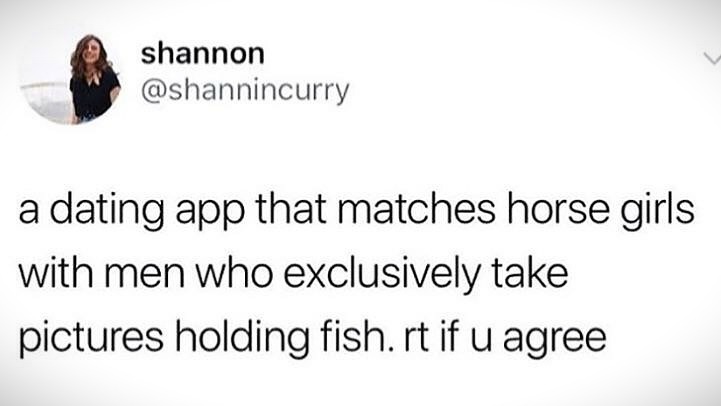 shannon
@shannincurry
a dating app that matches horse girls
with men who exclusively take
pictures holding fish. rt if u agree